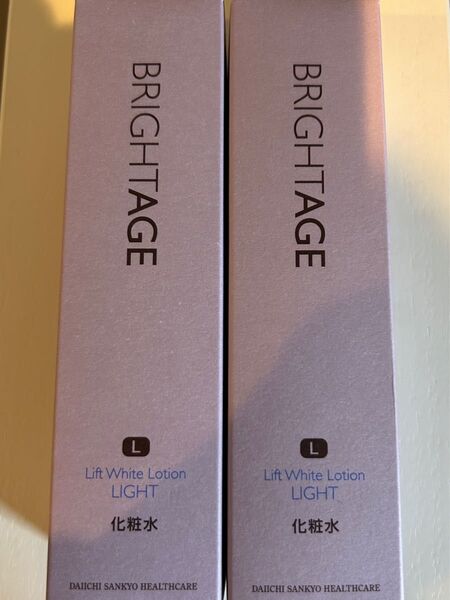 BRIGHTAGE
L
Lift White Lotion
LIGHT
化粧水
DAIICHI SANKYO HEALTHCARE
BRIGHTAGE
L
Lift White Lotion
LIGHT
化粧水
DAIICHI SANKYO HEALTHCARE